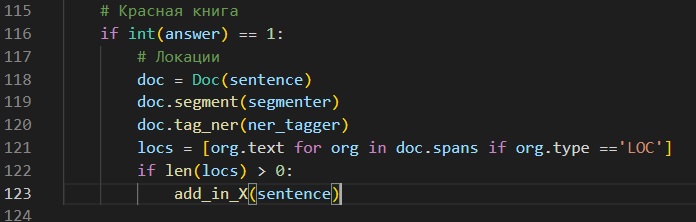 115 # Красная книга
116 if int(answer) == 1:
117 # Локации
118 doc = Doc(sentence)
119 doc.segment(segmenter)
120 doc.tag_ner(ner_tagger)
121 locs = [org.text for org in doc.spans if org.type =='LOC']
122 if len(locs) > 0:
123 add_in_X(sentence)
124